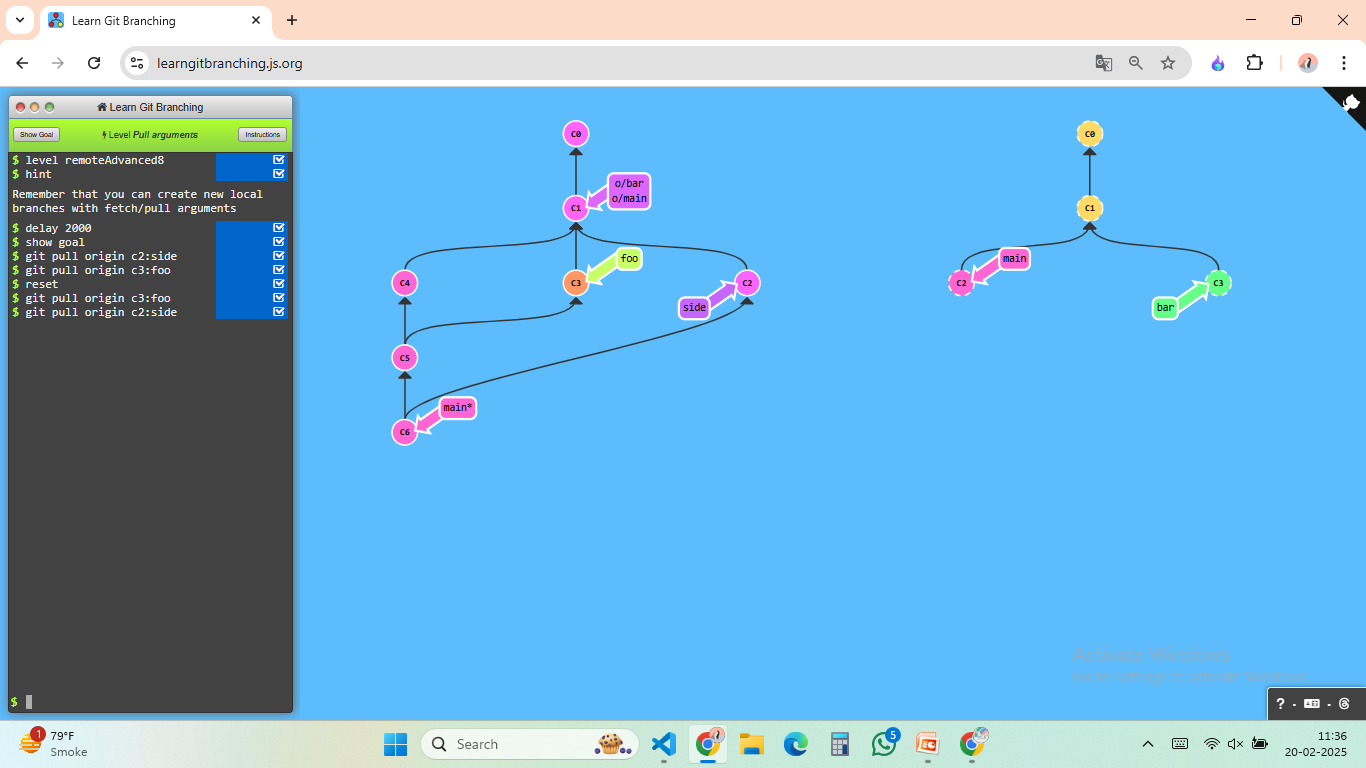 Learn Git Branching
learngitbranching.js.org
Learn Git Branching
Show Goal
Level Pull arguments
Instructions
$ level remoteAdvanced8
$ hint
Remember that you can create new local
branches with fetch/pull arguments
$ delay 2000
$ show goal
$ git pull origin c2:side
$ git pull origin c3:foo
$ reset
$ git pull origin c3:foo
$ git pull origin c2:side
$
C0
o/bar
o/main
C1
foo
C4
C3
C2
side
C5
main*
C6
C0
C1
main
C2
C3
bar
Activate Windows
Go to Settings to activate Windows.
? · · 
1
79°F
Smoke
Search
5
11:36
20-02-2025